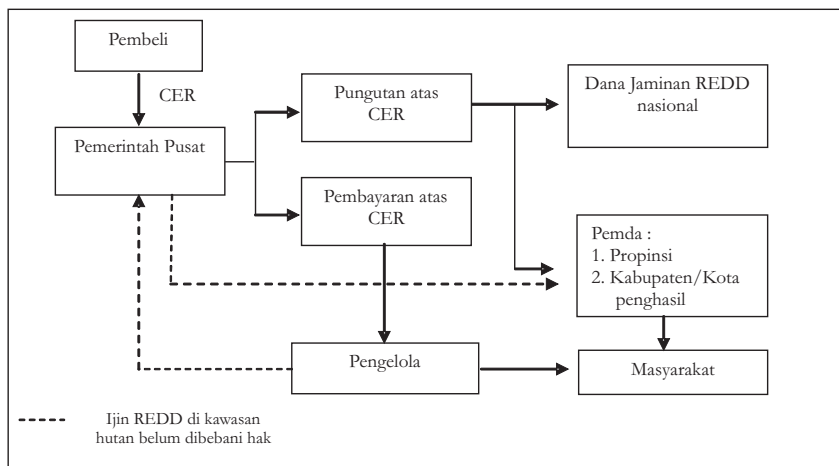 Pembeli
CER
Pemerintah Pusat
Pungutan atas
CER
Dana Jaminan REDD
nasional
Pembayaran atas
CER
Pemda :
1. Propinsi
2. Kabupaten/Kota
penghasil
Pengelola
Masyarakat
Ijin REDD di kawasan
hutan belum dibebani hak